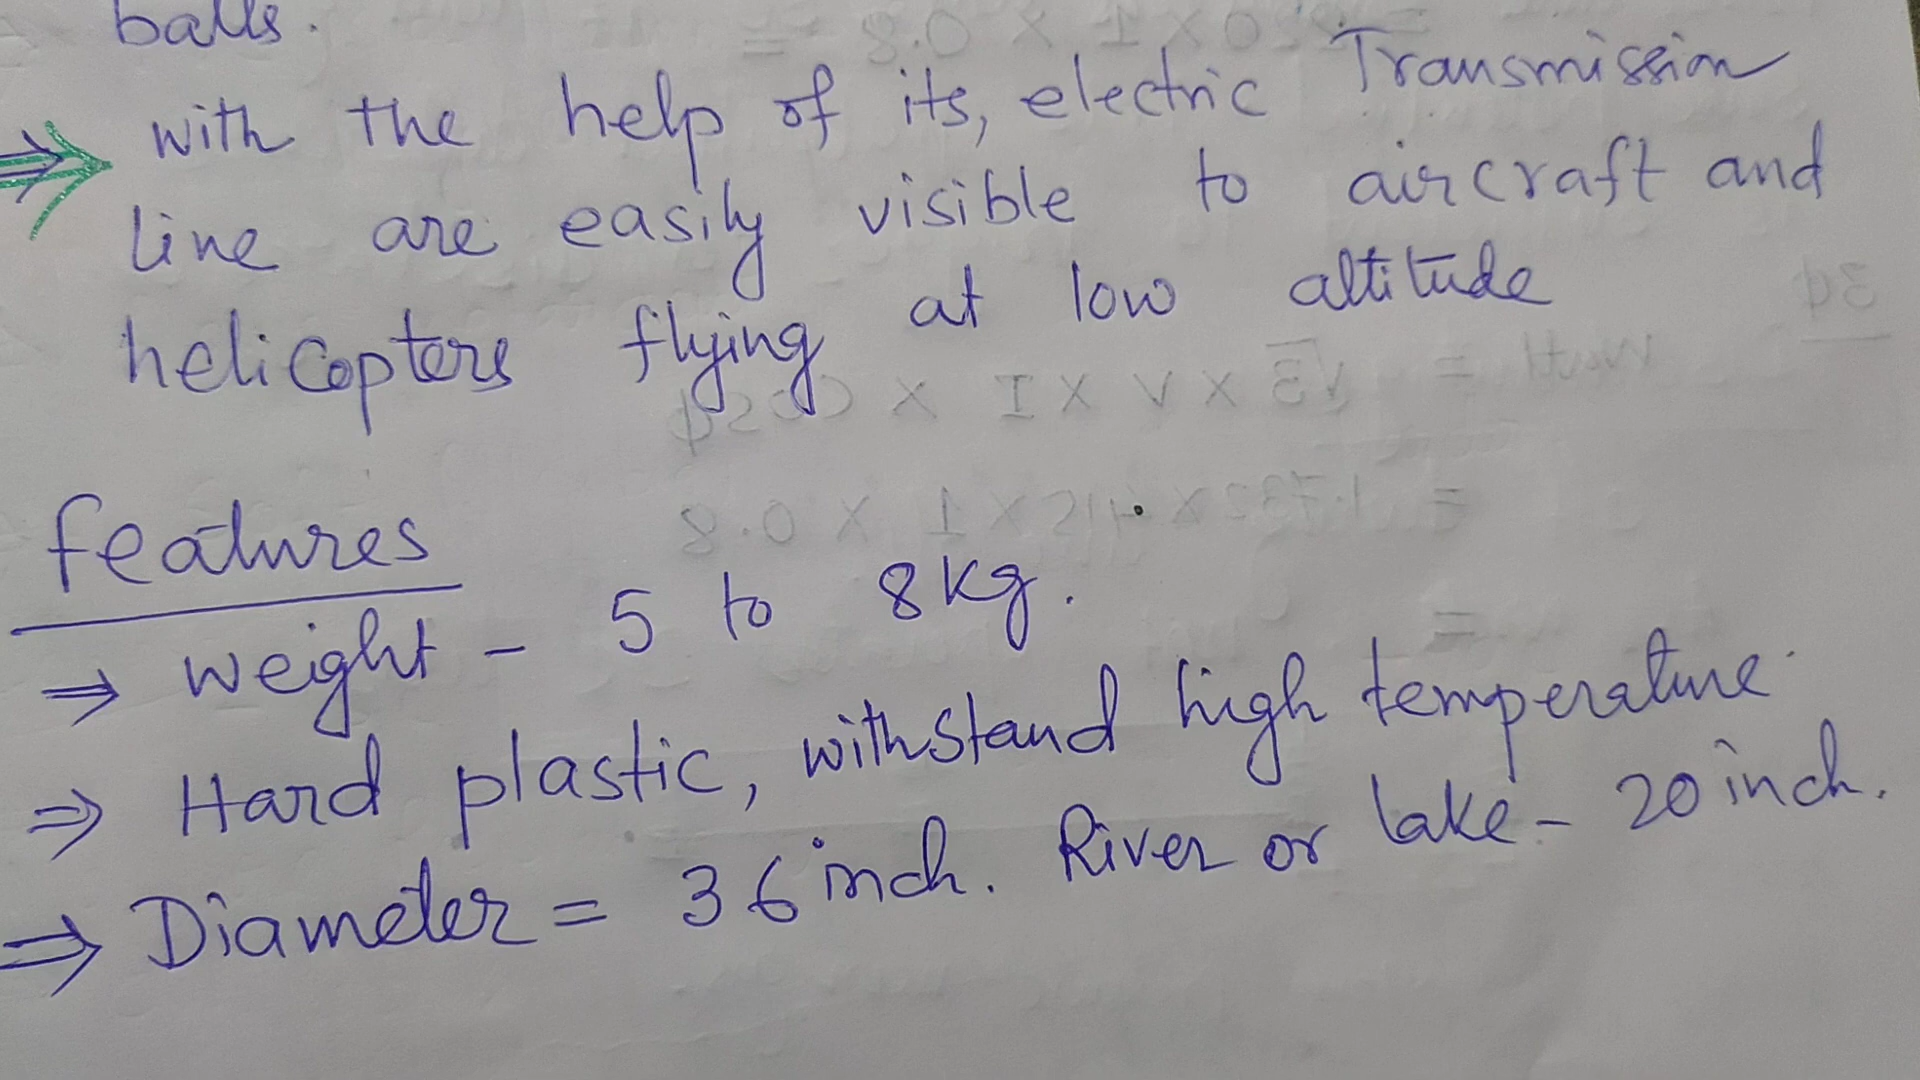 balls.
⇒ with the help of its, electric Transmission
line are easily visible to aircraft and
helicopters flying at low altitude
features
⇒ weight - 5 to 8kg.
⇒ Hard plastic, withstand high temperature.
⇒ Diameter = 36 inch. River or lake - 20 inch.